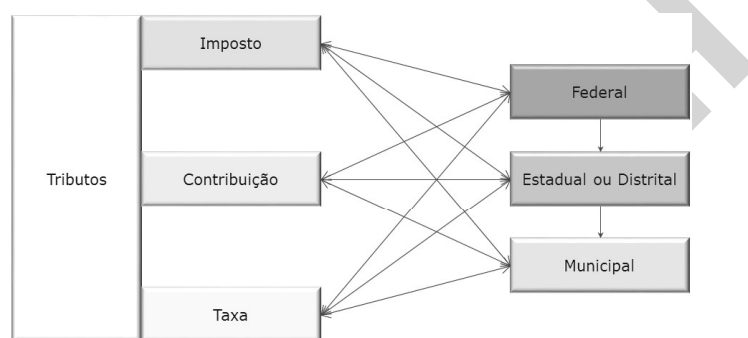 Tributos
Imposto
Contribuição
Taxa
Federal
Estadual ou Distrital
Municipal